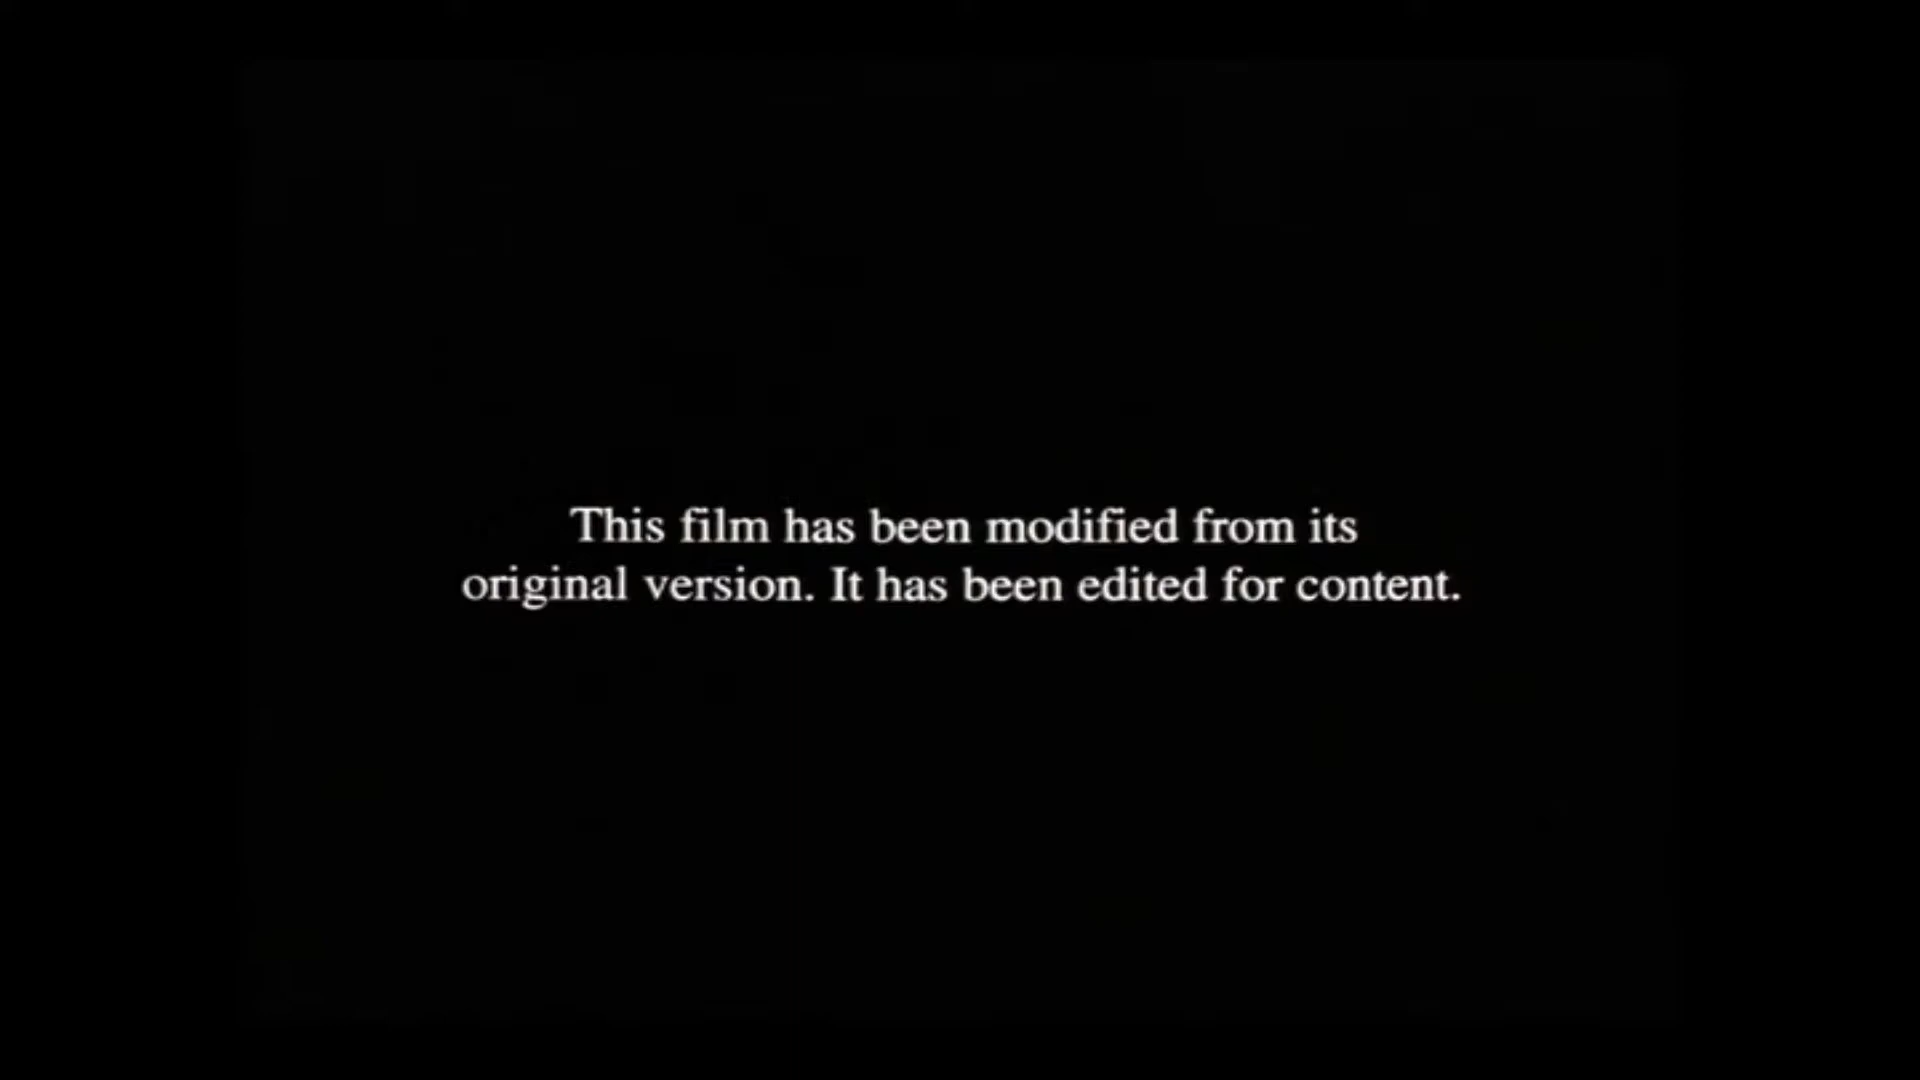 This film has been modified from its
original version. It has been edited for content.